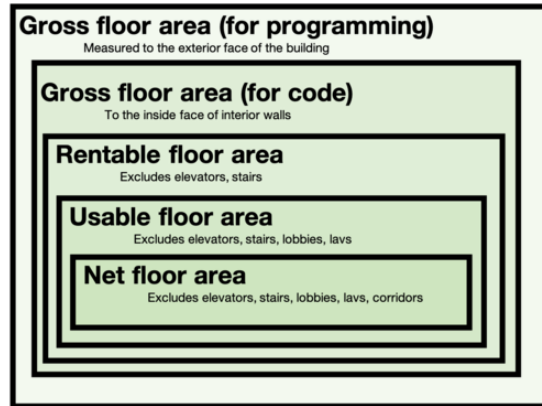 Gross floor area (for programming)
Measured to the exterior face of the building
Gross floor area (for code)
To the inside face of interior walls
Rentable floor area
Excludes elevators, stairs
Usable floor area
Excludes elevators, stairs, lobbies, lavs
Net floor area
Excludes elevators, stairs, lobbies, lavs, corridors